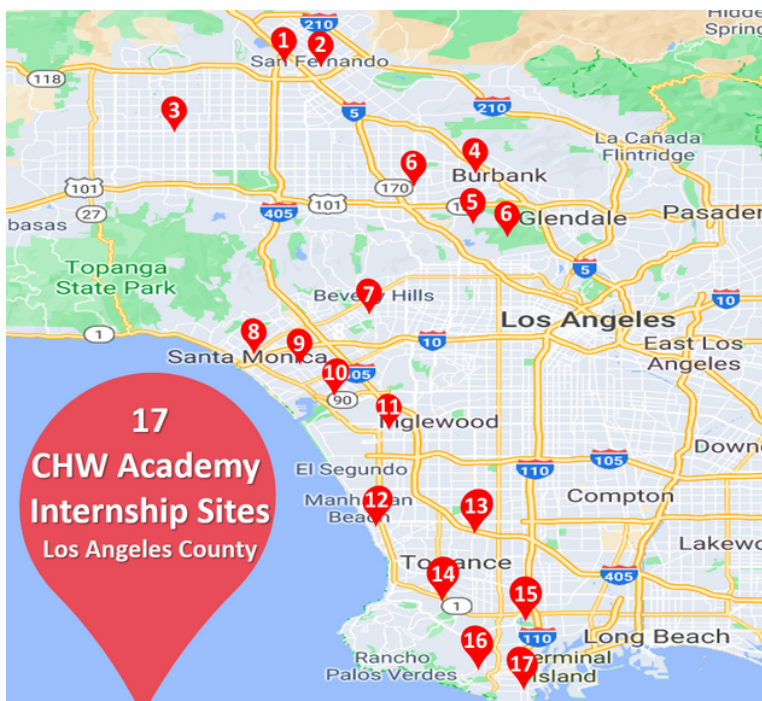 210
Hidde
Spring
1
2
San Fernando
118
3
5
210
La Cañada
Flintridge
6
4
Burbank
101
170
27
405
101
5
6
Glendale
Pasaden
basas
Topanga
State Park
5
7
Beverly Hills
10
Los Angeles
1
8
8
9
Santa Monica
10
East Los
Angeles
10
405
90
11
Inglewood
17
CHW Academy
Internship Sites
Los Angeles County
El Segundo
105
Downe
110
12
Manhattan
Beach
13
Compton
Lakewo
Torrance
14
405
1
15
110
Long Beach
16
Rancho
Palos Verdes
17
Terminal
Island